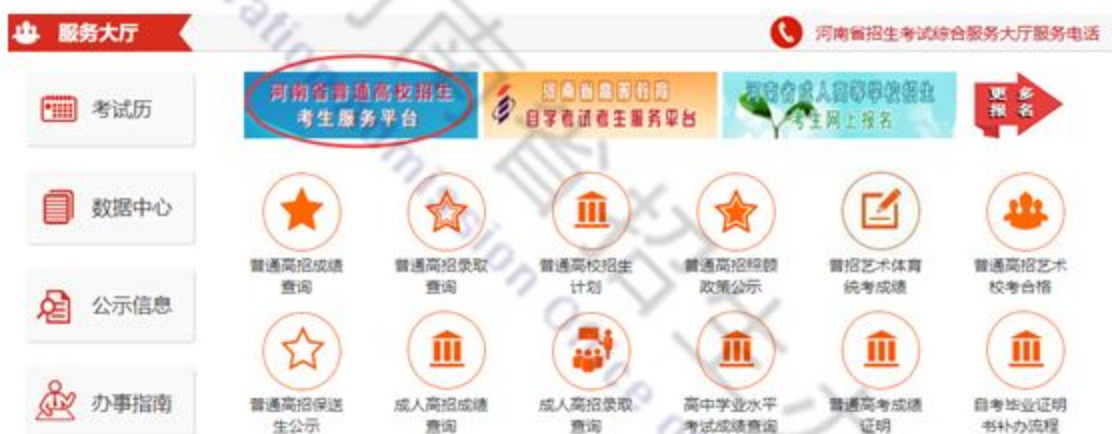 服务大厅
河南省招生考试综合服务大厅服务电话
考试历
数据中心
公示信息
办事指南
河南省普通高校招生
考生服务平台
河南省高等教育
自学考试考生服务平台
河南省成人高等学校招生
考生网上报名
更多
报名
普通高招成绩
查询
普通高招录取
查询
普通高校招生
计划
普通高招照顾
政策公示
普招艺术体育
统考成绩
普通高招艺术
校考合格
普通高招保送
生公示
成人高招成绩
查询
成人高招录取
查询
高中学业水平
考试成绩查询
普通高考成绩
证明
自考毕业证明
书补办流程